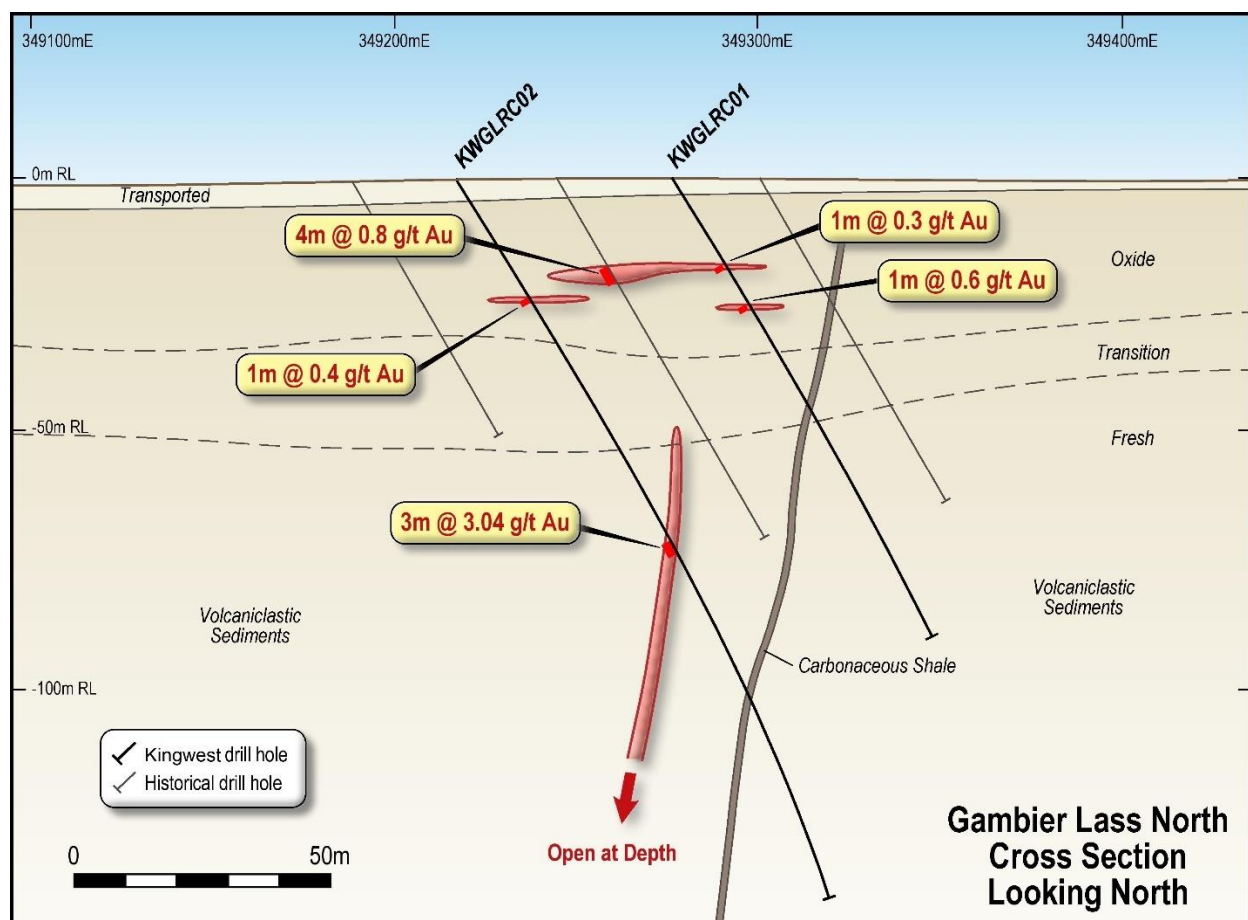 349100mE
349200mE
349300mE
349400mE
KWGLRC02
KWGLRC01
0m RL
Transported
4m @ 0.8 g/t Au
1m @ 0.3 g/t Au
Oxide
1m @ 0.6 g/t Au
1m @ 0.4 g/t Au
Transition
-50m RL
Fresh
3m @ 3.04 g/t Au
Volcaniclastic
Sediments
Volcaniclastic
Sediments
Carbonaceous Shale
-100m RL
Kingwest drill hole
Historical drill hole
0
50m
Open at Depth
Gambier Lass North
Cross Section
Looking North